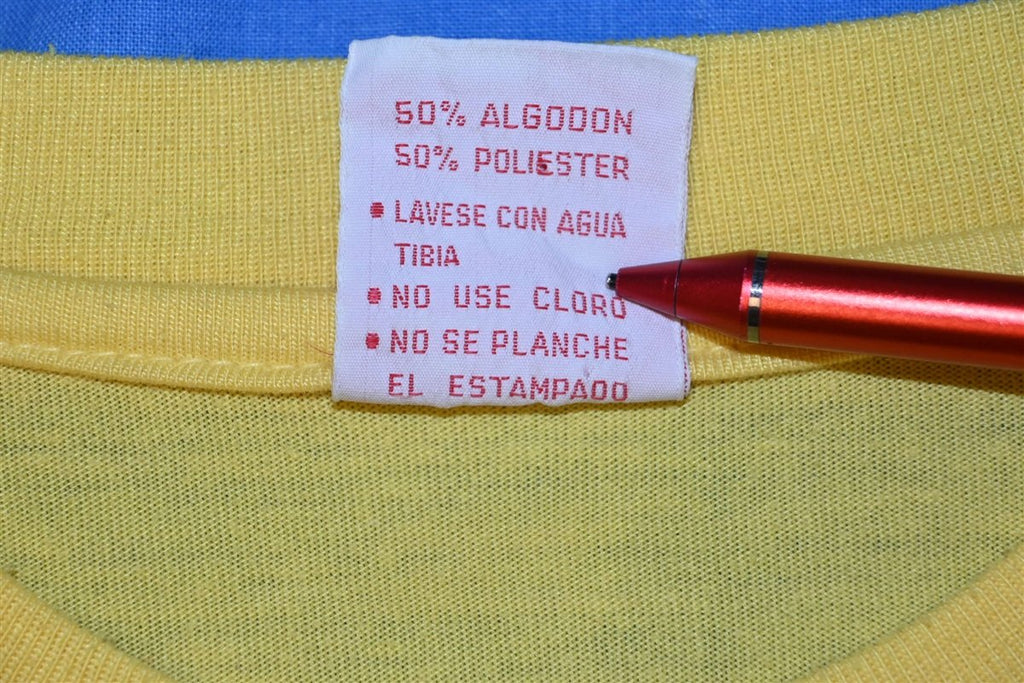 50% ALGODON
50% POLIESTER
• LAVESE CON AGUA
TIBIA
• NO USE CLORO
• NO SE PLANCHE
EL ESTAMPADO